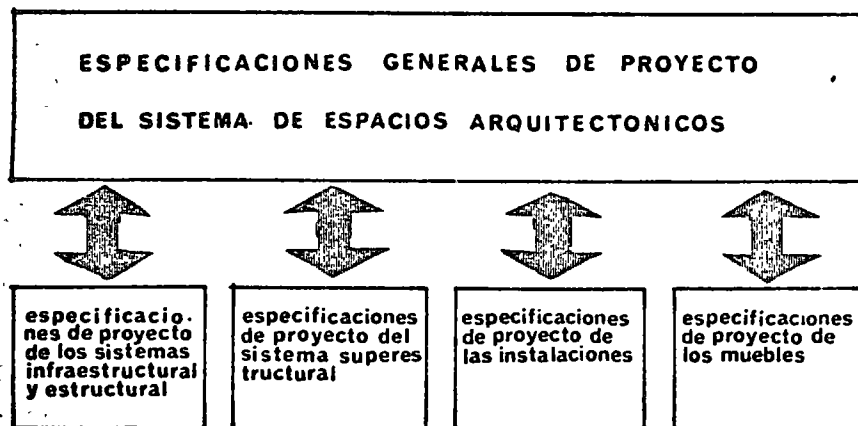 ESPECIFICACIONES GENERALES DE PROYECTO
DEL SISTEMA DE ESPACIOS ARQUITECTONICOS
especificacio.
nes de proyecto
de los sistemas
infraestructural
y estructural
especificaciones
de proyecto del
sistema superes
tructural
especificaciones
de proyecto de
las instalaciones
especificaciones
de proyecto de
los muebles